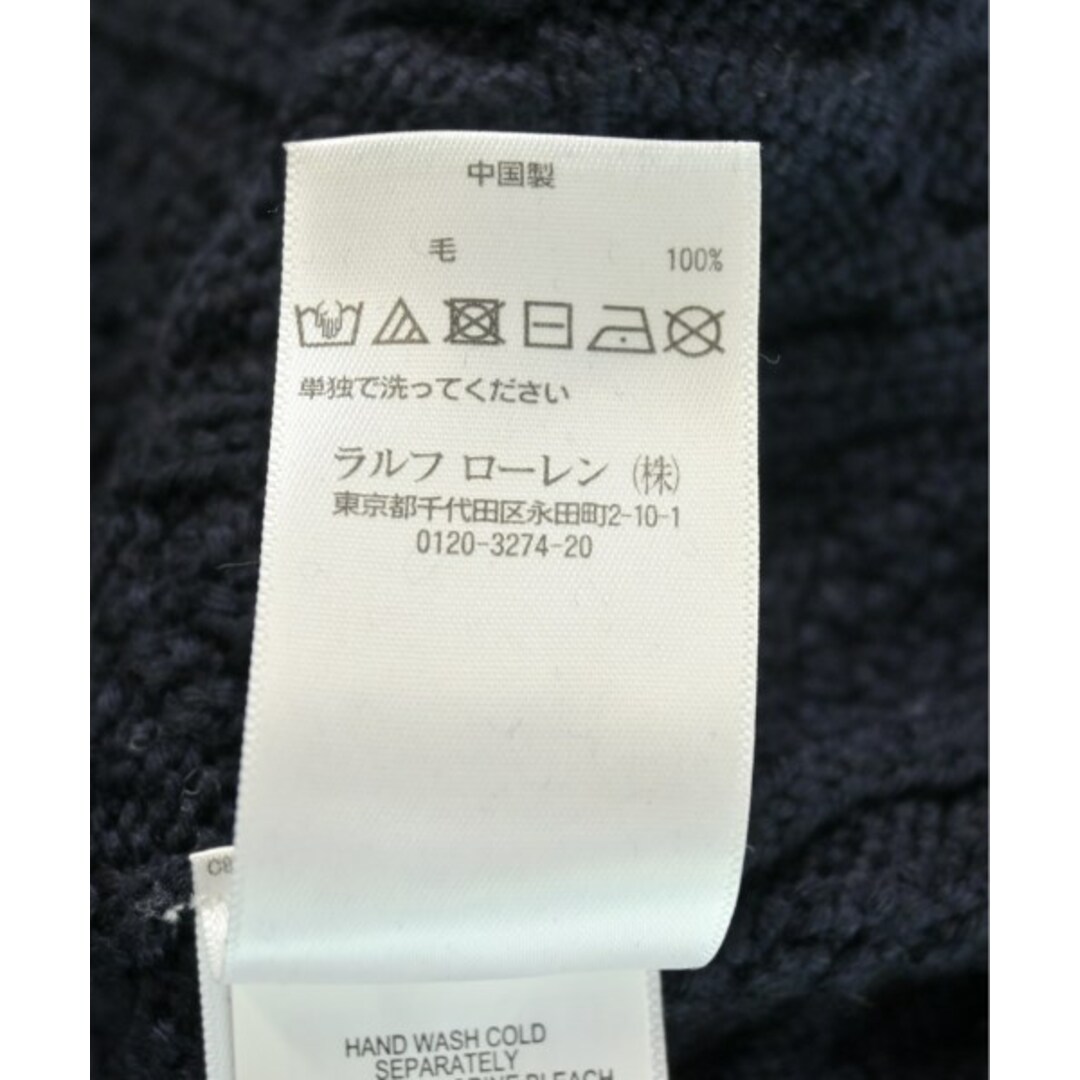 中国製
毛 100%
単独で洗ってください
ラルフ ローレン (株)
東京都千代田区永田町2-10-1
0120-3274-20
HAND WASH COLD
SEPARATELY
BLEACH